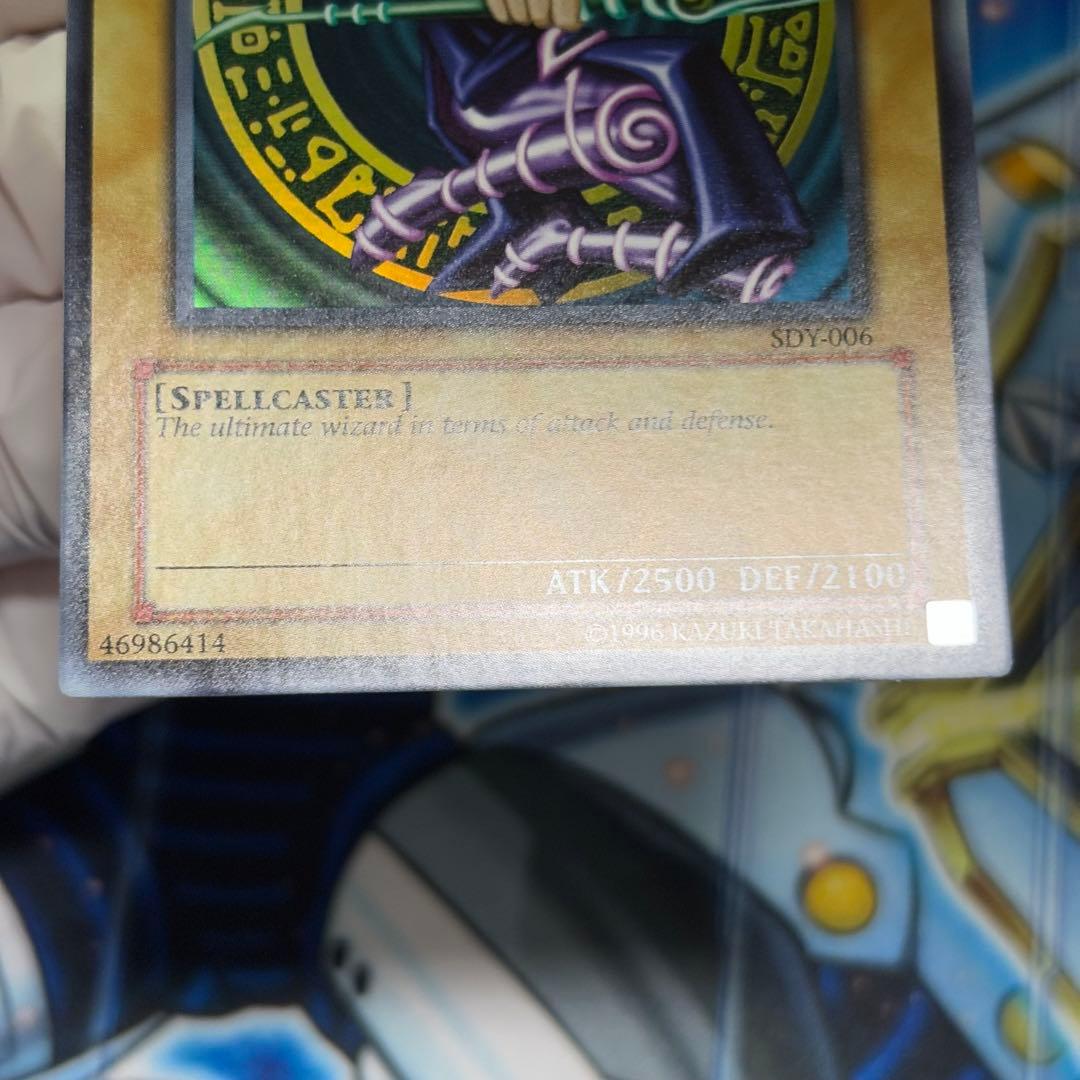 SDY-006
[SPELLCASTER]
The ultimate wizard in terms of attack and defense.
ATK/2500 DEF/2100
46986414
©1996 KAZUKI TAKAHASHI